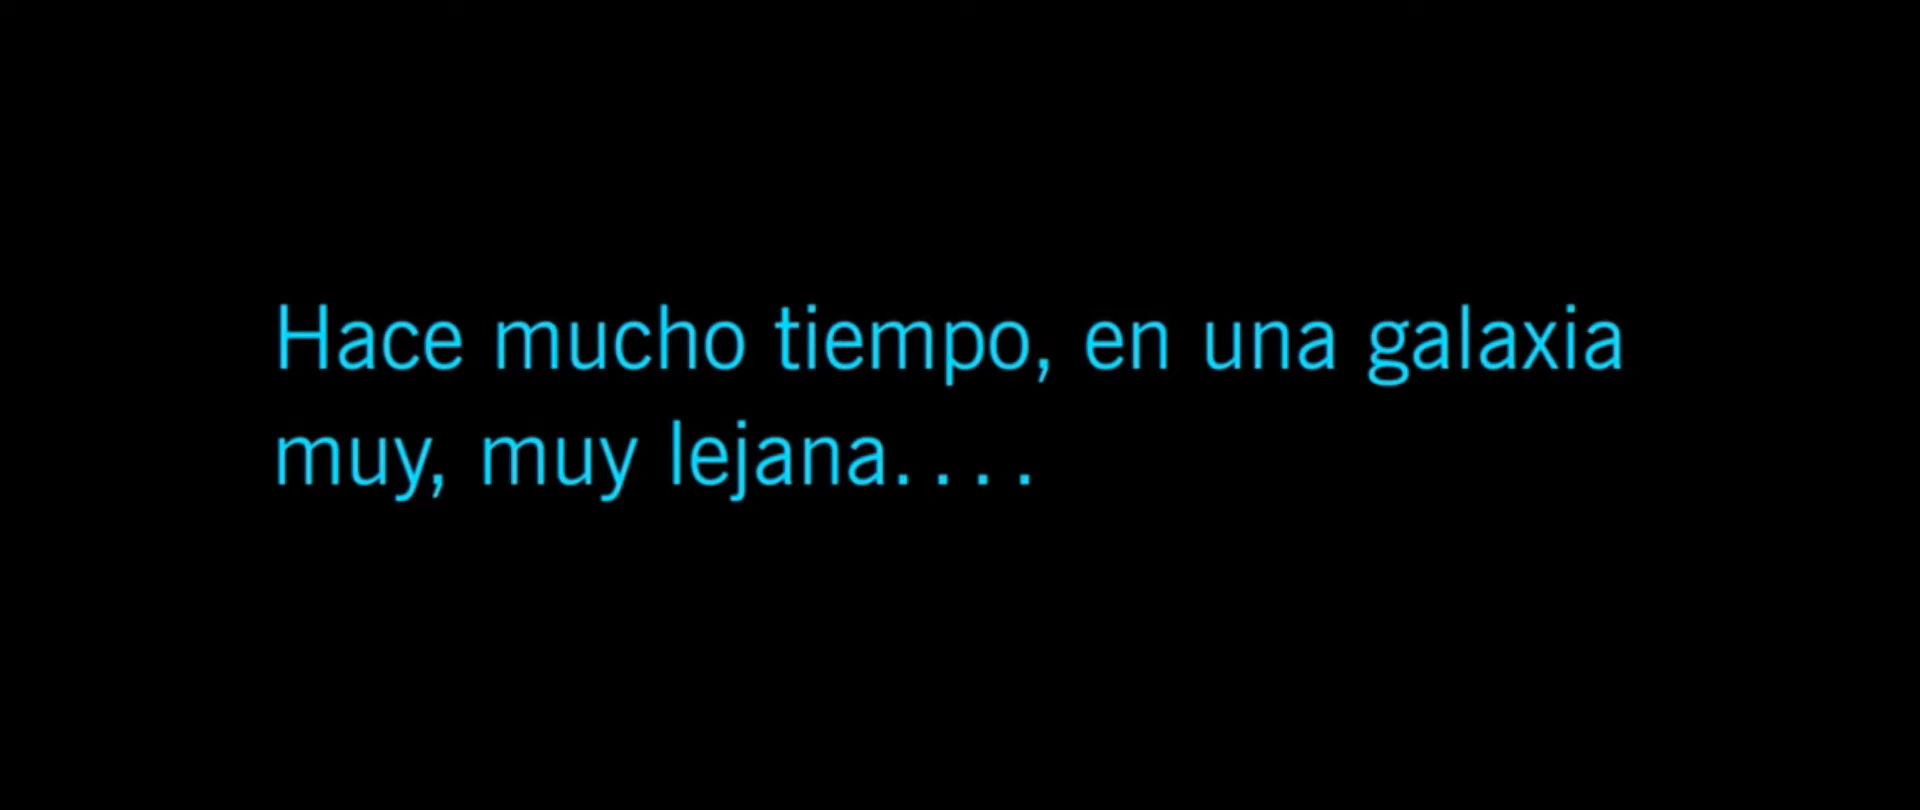 Hace mucho tiempo, en una galaxia
muy, muy lejana. . . .